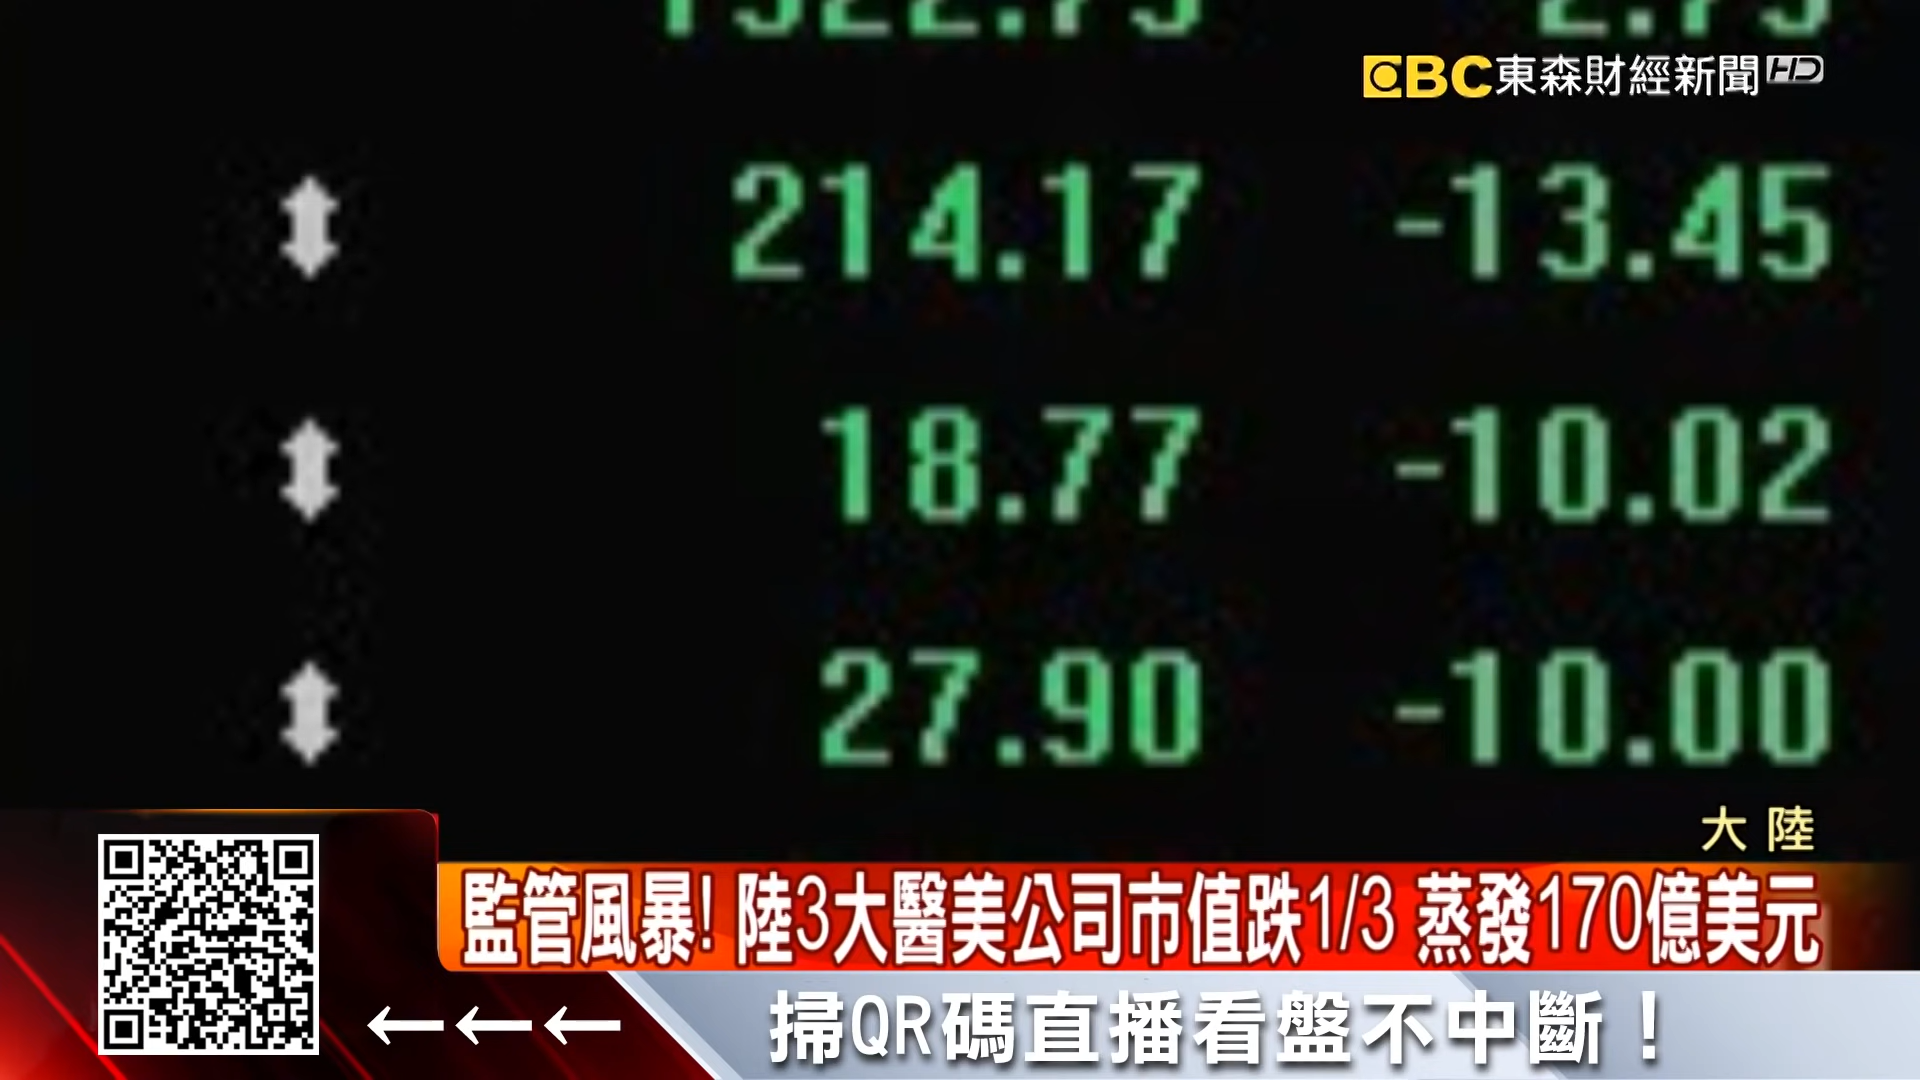 EBC東森財經新聞HD
214.17 -13.45
18.77 -10.02
27.90 -10.00
大陸
監管風暴! 陸3大醫美公司市值跌1/3 蒸發170億美元
←←← 掃QR碼直播看盤不中斷！